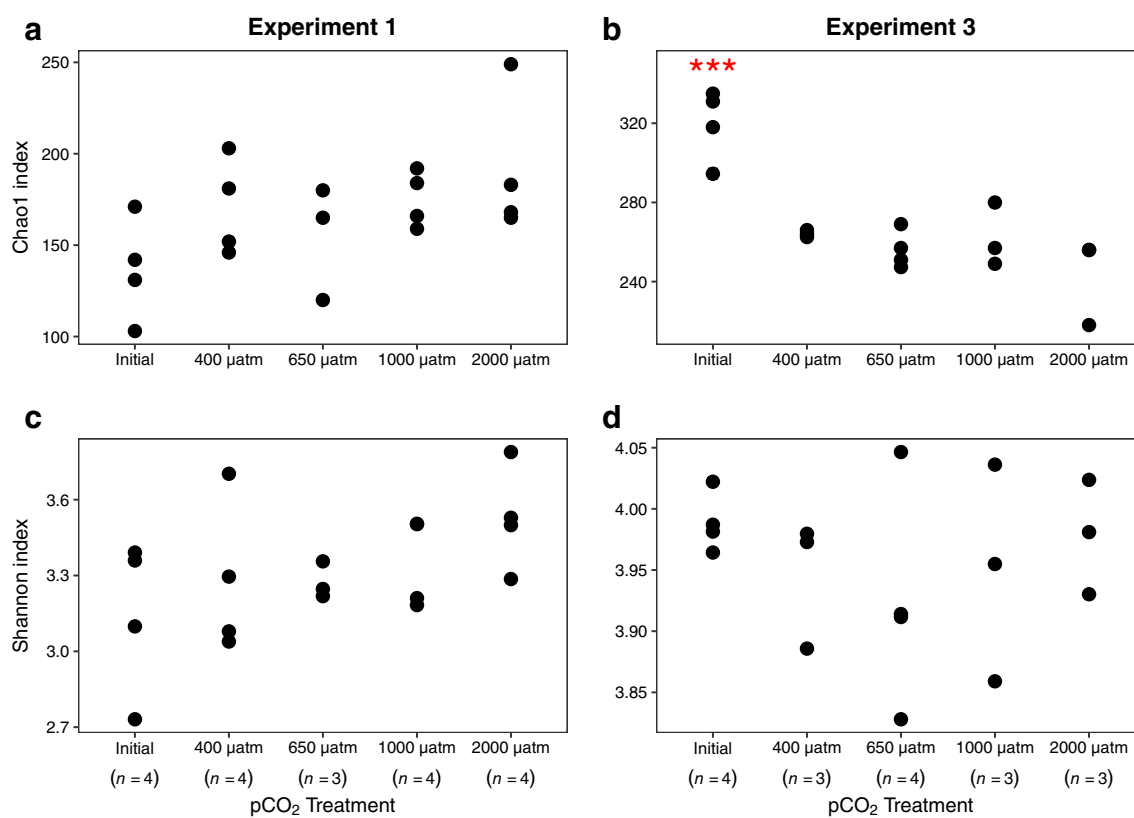 a Experiment 1
b Experiment 3
***
Chao1 index
250
200
150
100
320
280
240
Initial 400 µatm 650 µatm 1000 µatm 2000 µatm
Initial 400 µatm 650 µatm 1000 µatm 2000 µatm
c
d
Shannon index
3.6
3.3
3.0
2.7
4.05
4.00
3.95
3.90
3.85
Initial 400 µatm 650 µatm 1000 µatm 2000 µatm
(n = 4) (n = 4) (n = 3) (n = 4) (n = 4)
pCO₂ Treatment
Initial 400 µatm 650 µatm 1000 µatm 2000 µatm
(n = 4) (n = 3) (n = 4) (n = 3) (n = 3)
pCO₂ Treatment